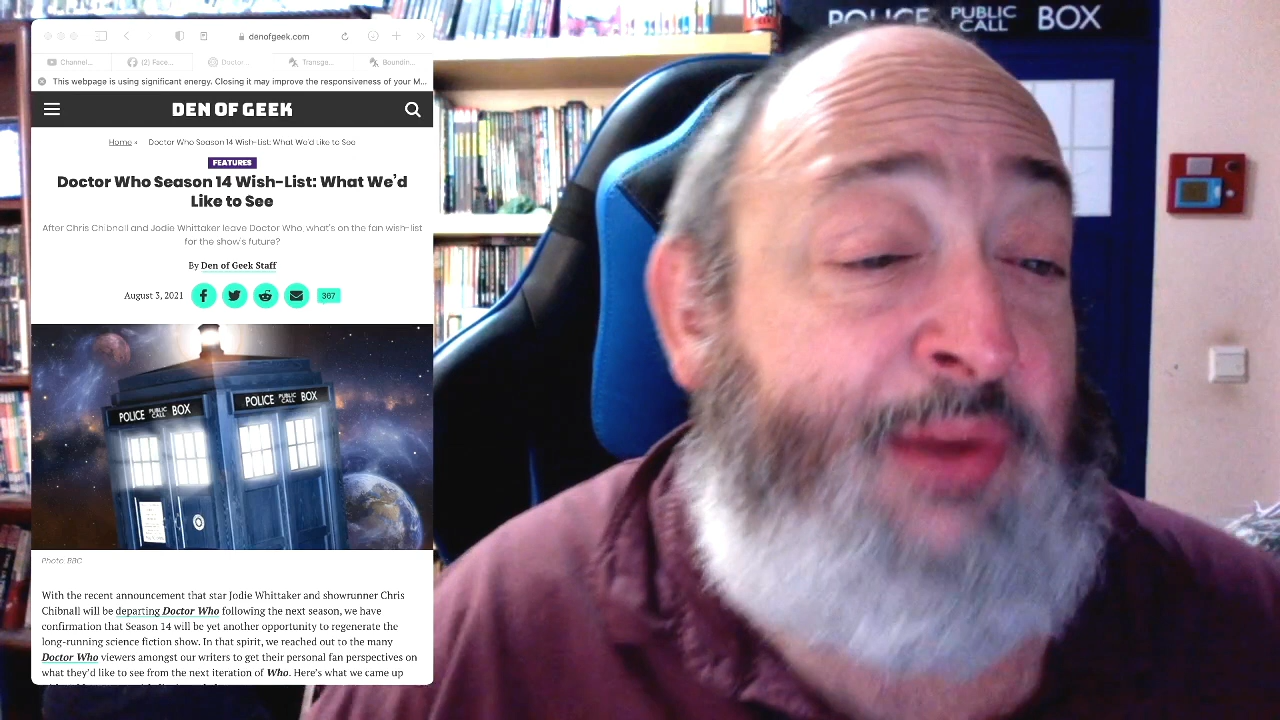 POLICE PUBLIC CALL BOX
denofgeek.com
Channel... (2) Face... Doctor... Transga... Boundin...
This webpage is using significant energy. Closing it may improve the responsiveness of your M...
DEN OF GEEK
Home » Doctor Who Season 14 Wish-List: What We'd Like to See
FEATURES
Doctor Who Season 14 Wish-List: What We'd
Like to See
After Chris Chibnall and Jodie Whittaker leave Doctor Who, what's on the fan wish-list
for the show's future?
By Den of Geek Staff
August 3, 2021 367
POLICE PUBLIC CALL BOX POLICE PUBLIC CALL BOX
Photo: BBC
With the recent announcement that star Jodie Whittaker and showrunner Chris
Chibnall will be departing Doctor Who following the next season, we have
confirmation that Season 14 will be yet another opportunity to regenerate the
long-running science fiction show. In that spirit, we reached out to the many
Doctor Who viewers amongst our writers to get their personal fan perspectives on
what they'd like to see from the next iteration of Who. Here's what we came up